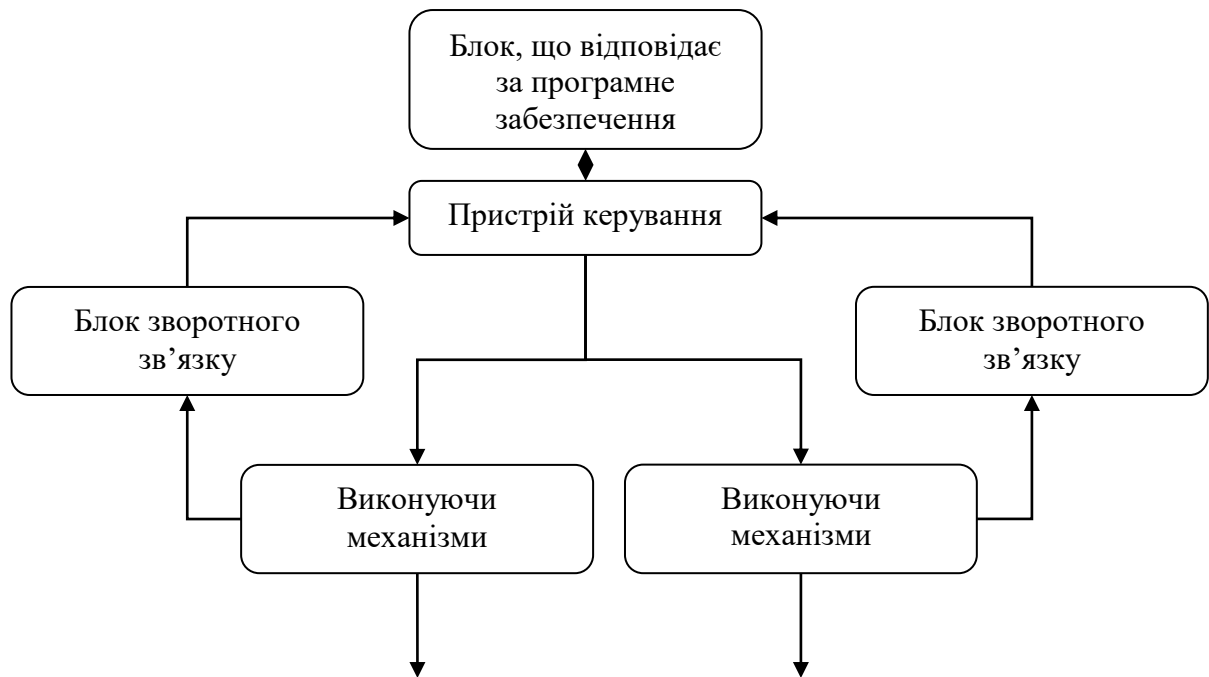 Блок, що відповідає
за програмне
забезпечення
Пристрій керування
Блок зворотного
зв’язку
Блок зворотного
зв’язку
Виконуючи
механізми
Виконуючи
механізми